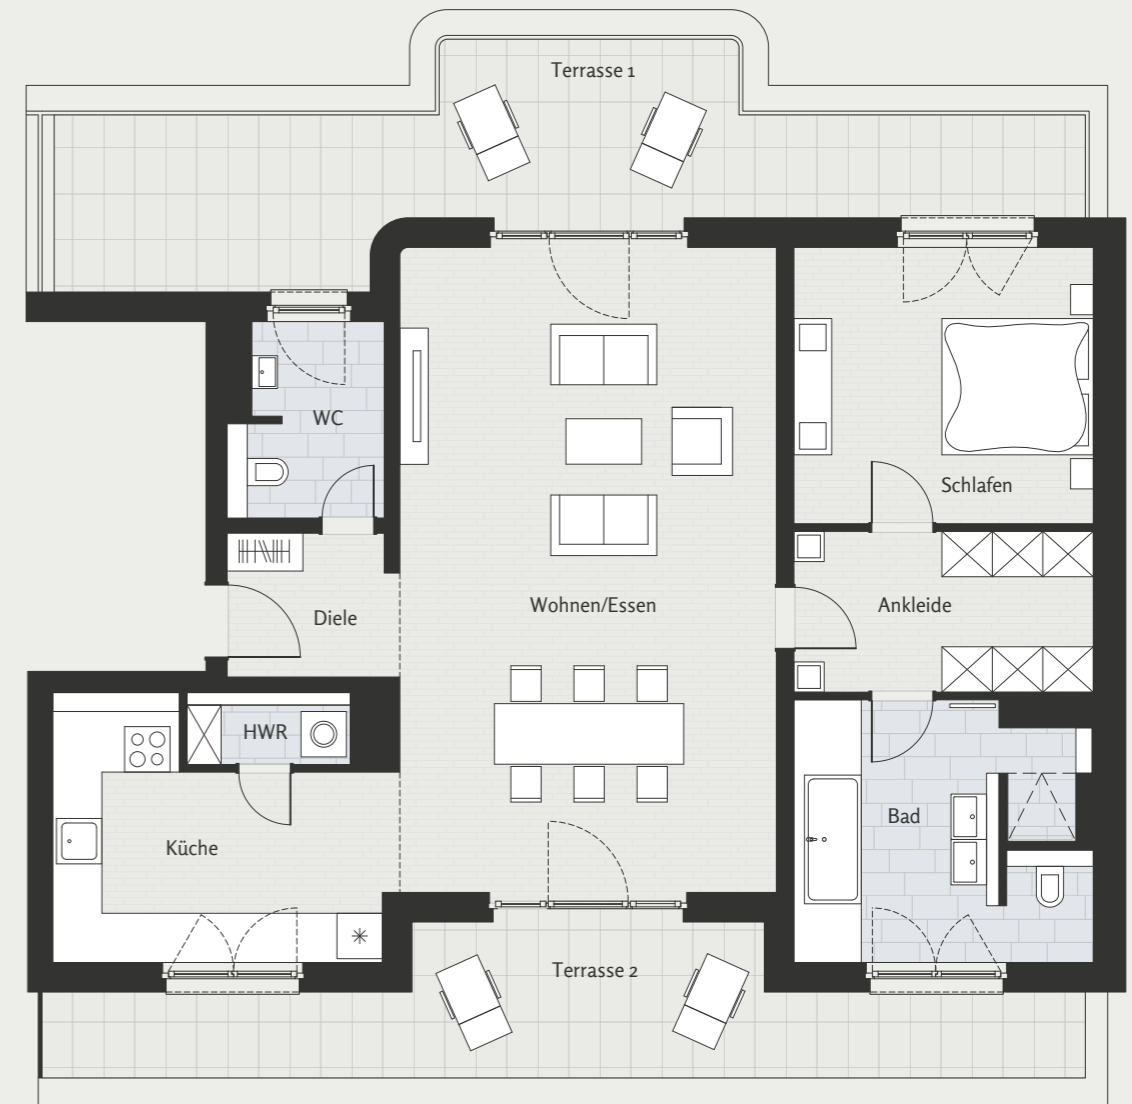 Terrasse 1
WC
Schlafen
Wohnen/Essen
Ankleide
Diele
HWR
Bad
Küche
Terrasse 2